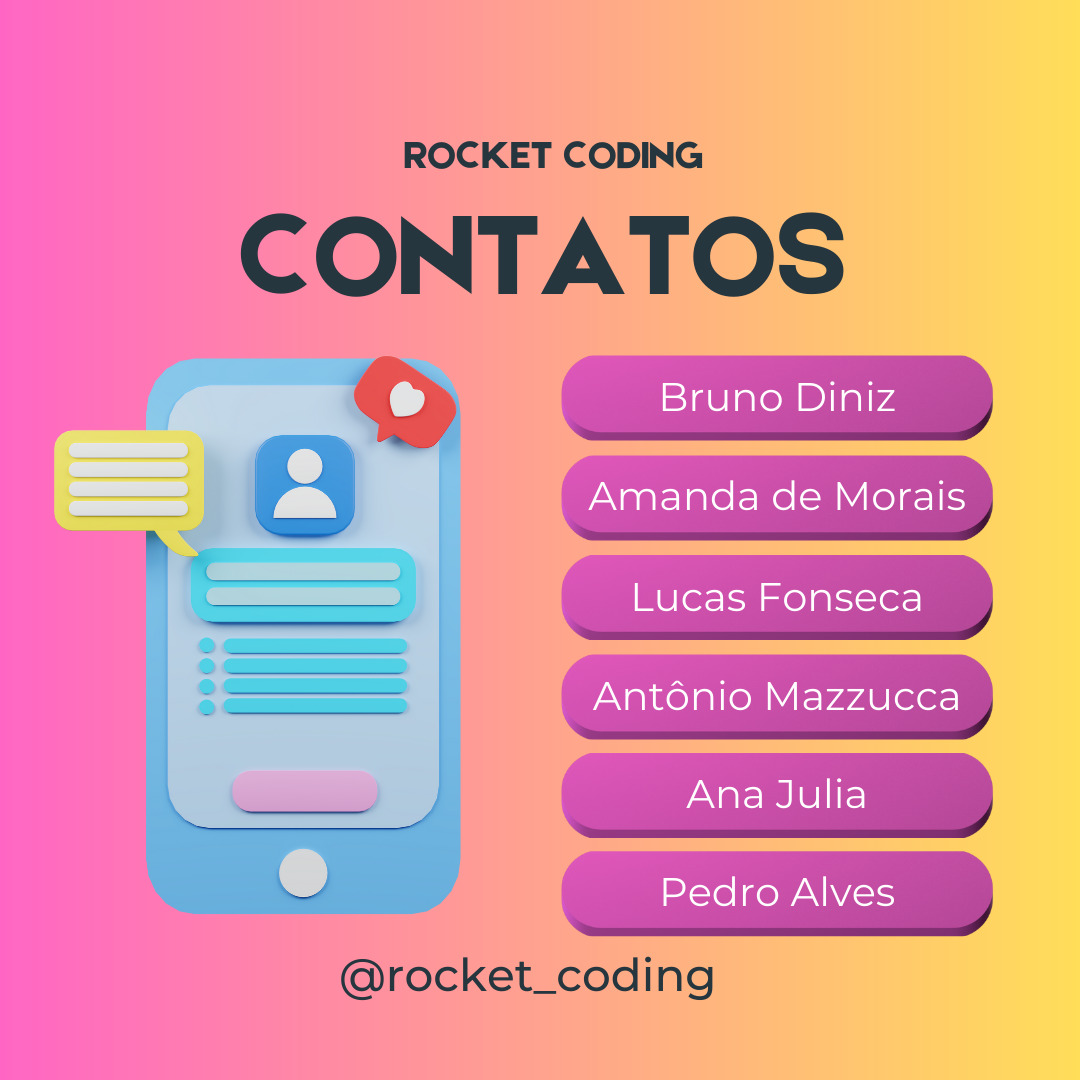 ROCKET CODING
CONTATOS
Bruno Diniz
Amanda de Morais
Lucas Fonseca
Antônio Mazzucca
Ana Julia
Pedro Alves
@rocket_coding